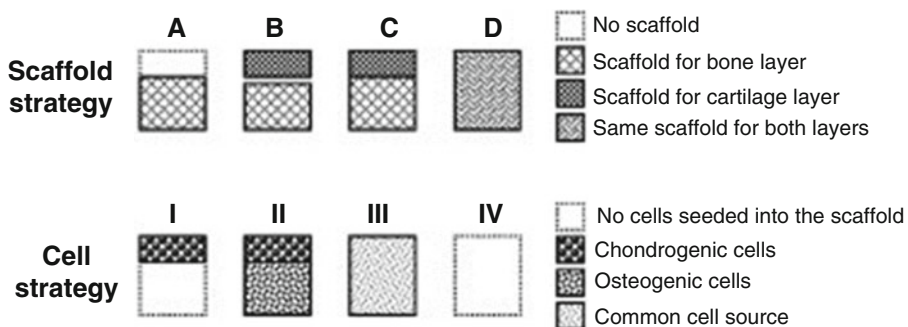 A B C D
Scaffold
strategy
No scaffold
Scaffold for bone layer
Scaffold for cartilage layer
Same scaffold for both layers
I II III IV
Cell
strategy
No cells seeded into the scaffold
Chondrogenic cells
Osteogenic cells
Common cell source